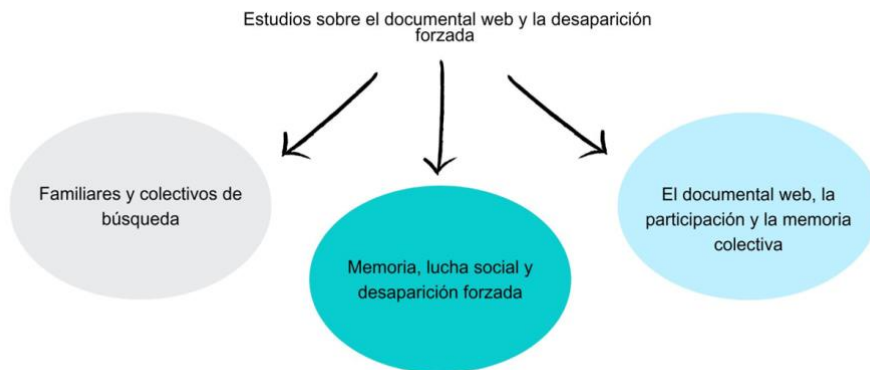 Estudios sobre el documental web y la desaparición
forzada
Familiares y colectivos de
búsqueda
Memoria, lucha social y
desaparición forzada
El documental web, la
participación y la memoria
colectiva